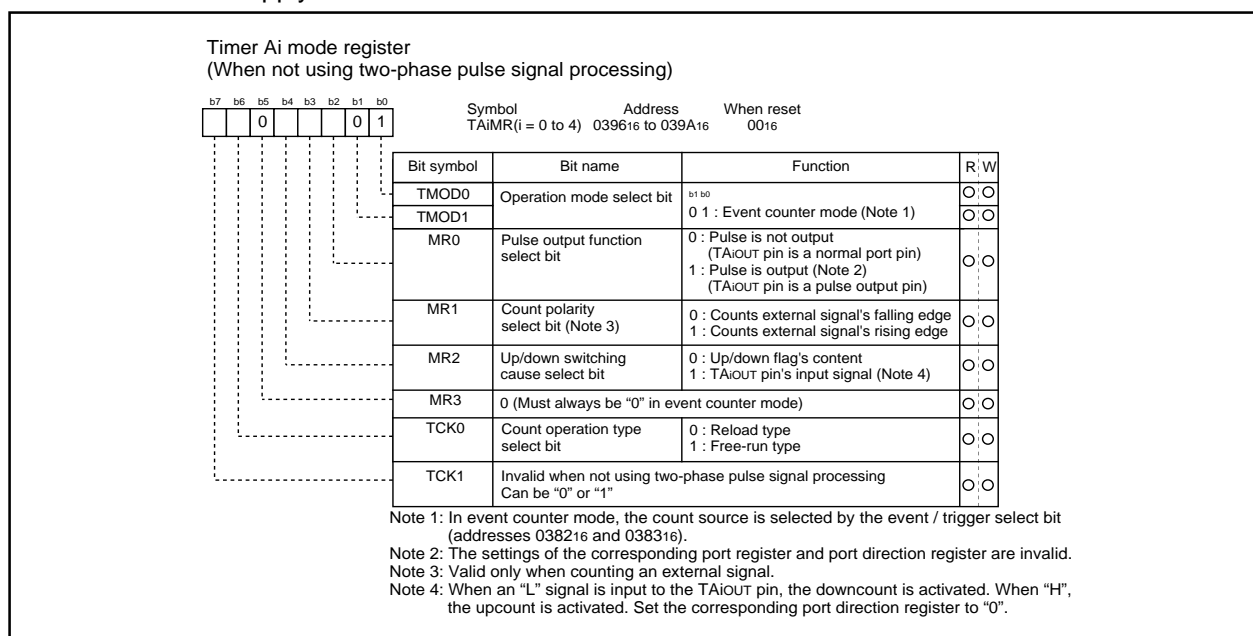 Timer Ai mode register
(When not using two-phase pulse signal processing)
b7 b6 b5 b4 b3 b2 b1 b0
0 0 1
Symbol Address When reset
TAiMR(i = 0 to 4) 039616 to 039A16 0016
Bit symbol Bit name Function R W
TMOD0 Operation mode select bit b1 b0
TMOD1 0 1 : Event counter mode (Note 1)
MR0 Pulse output function 0 : Pulse is not output
select bit (TAiOUT pin is a normal port pin)
1 : Pulse is output (Note 2)
(TAiOUT pin is a pulse output pin)
MR1 Count polarity 0 : Counts external signal's falling edge
select bit (Note 3) 1 : Counts external signal's rising edge
MR2 Up/down switching 0 : Up/down flag's content
cause select bit 1 : TAiOUT pin's input signal (Note 4)
MR3 0 (Must always be “0” in event counter mode)
TCK0 Count operation type 0 : Reload type
select bit 1 : Free-run type
TCK1 Invalid when not using two-phase pulse signal processing
Can be “0” or “1”
Note 1: In event counter mode, the count source is selected by the event / trigger select bit
(addresses 038216 and 038316).
Note 2: The settings of the corresponding port register and port direction register are invalid.
Note 3: Valid only when counting an external signal.
Note 4: When an “L” signal is input to the TAiOUT pin, the downcount is activated. When “H”,
the upcount is activated. Set the corresponding port direction register to “0”.